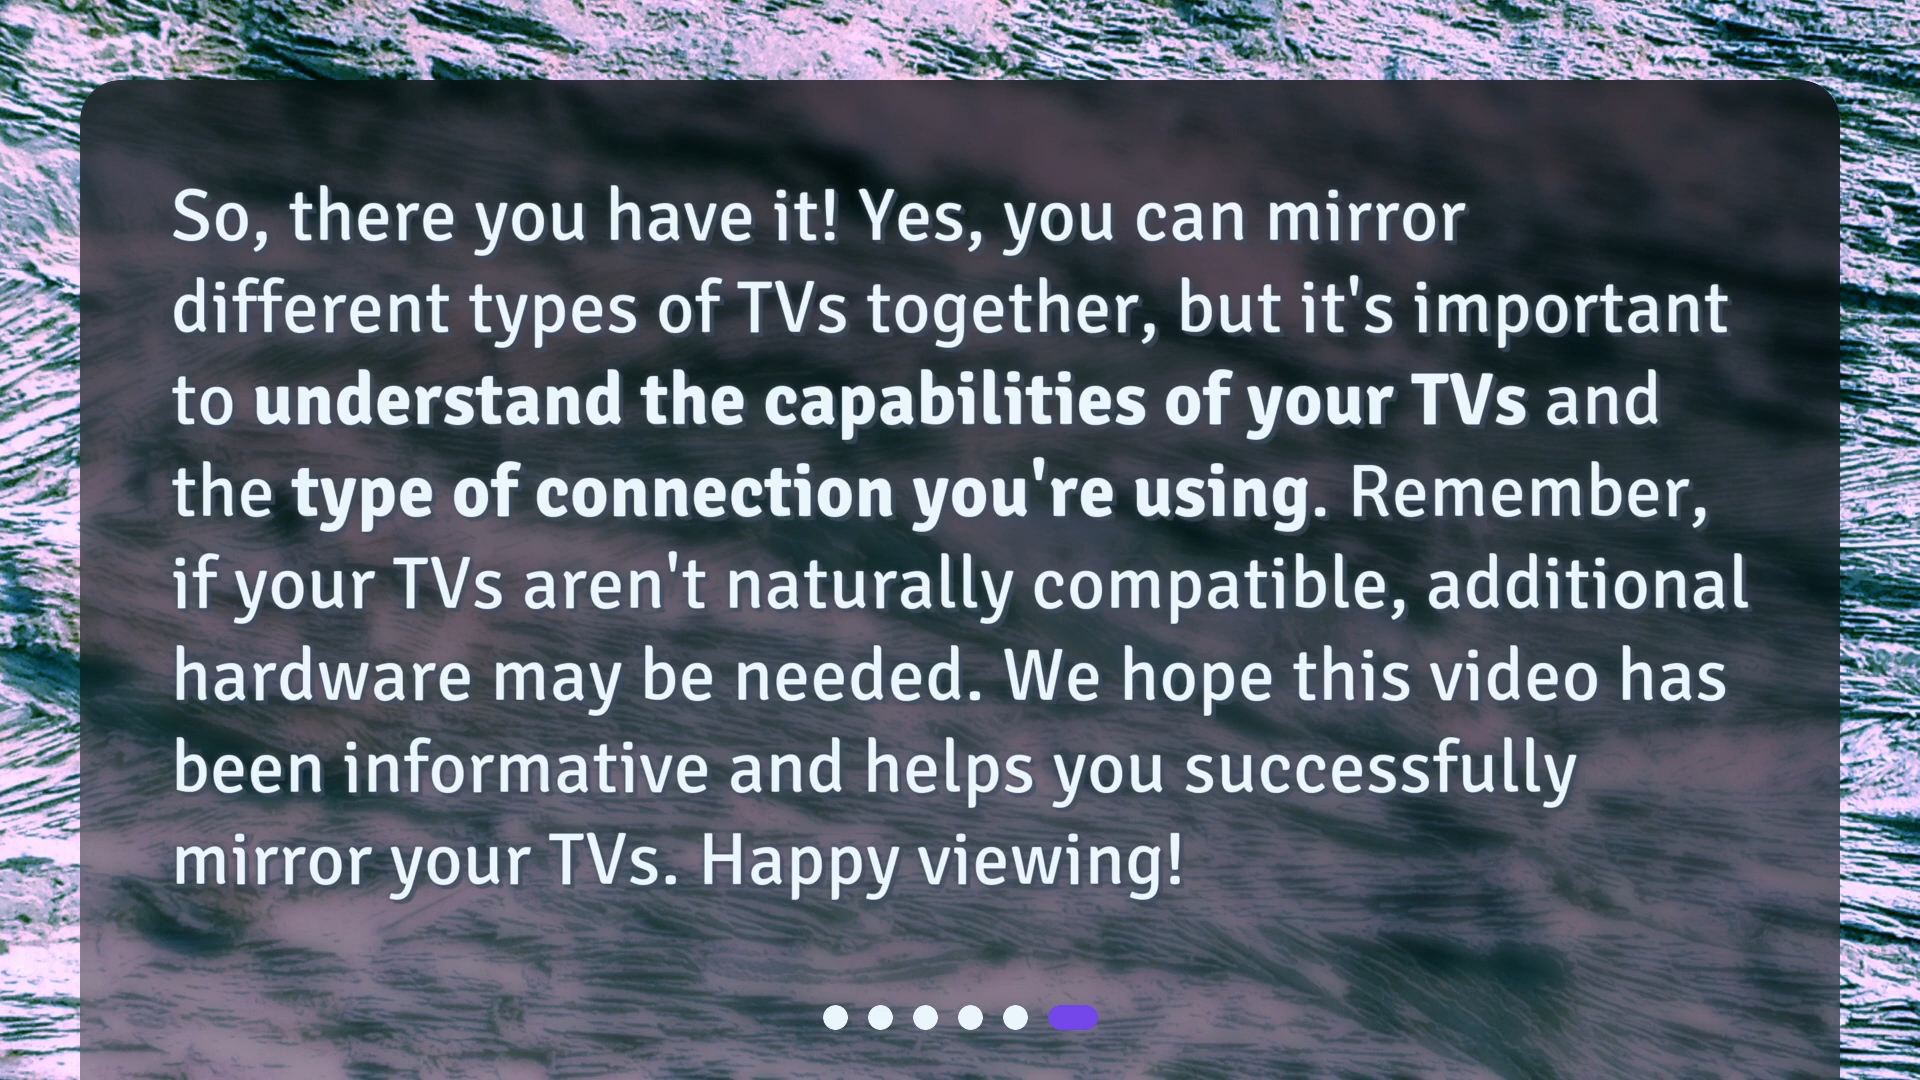 So, there you have it! Yes, you can mirror
different types of TVs together, but it's important
to understand the capabilities of your TVs and
the type of connection you're using. Remember,
if your TVs aren't naturally compatible, additional
hardware may be needed. We hope this video has
been informative and helps you successfully
mirror your TVs. Happy viewing!